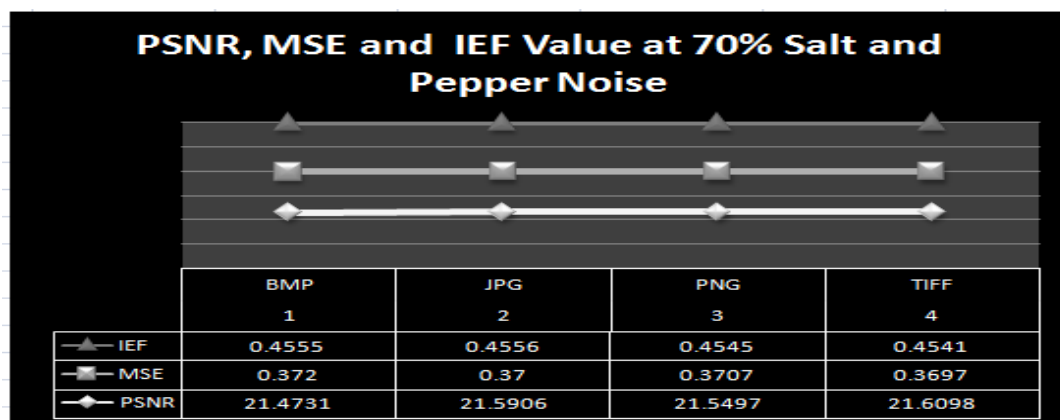 PSNR, MSE and IEF Value at 70% Salt and
Pepper Noise
BMP JPG PNG TIFF
1 2 3 4
IEF 0.4555 0.4556 0.4545 0.4541
MSE 0.372 0.37 0.3707 0.3697
PSNR 21.4731 21.5906 21.5497 21.6098